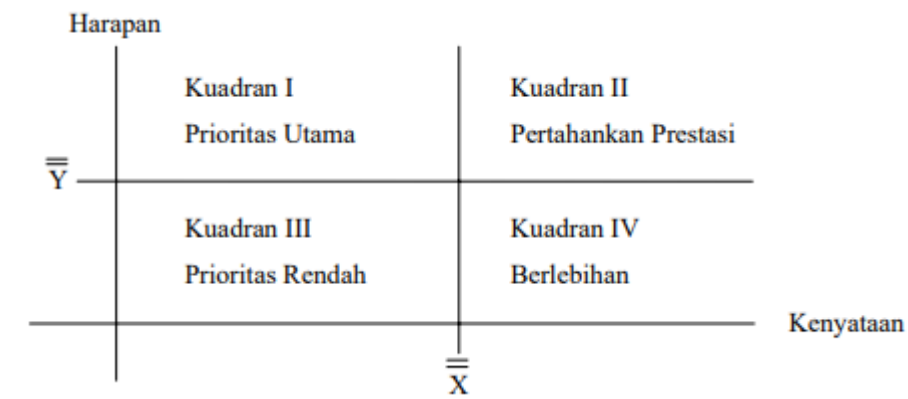 Harapan
Kuadran I
Prioritas Utama
Kuadran II
Pertahankan Prestasi
Y̿
Kuadran III
Prioritas Rendah
Kuadran IV
Berlebihan
Kenyataan
X̿